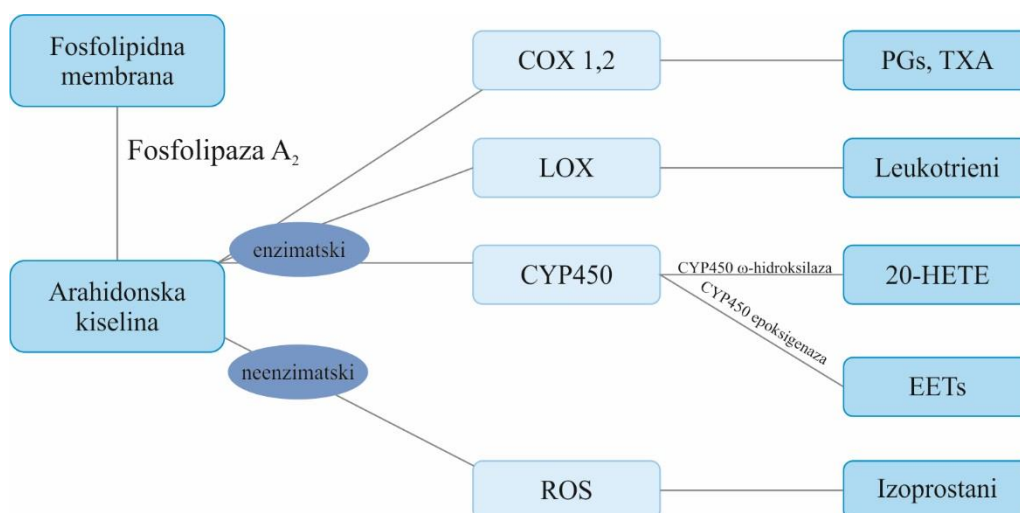 Fosfolipidna
membrana
Fosfolipaza A₂
Arahidonska
kiselina
enzimatski
neenzimatski
COX 1,2
PGs, TXA
LOX
Leukotrieni
CYP450
CYP450 ω-hidroksilaza
20-HETE
CYP450 epoksigenaza
EETs
ROS
Izoprostani